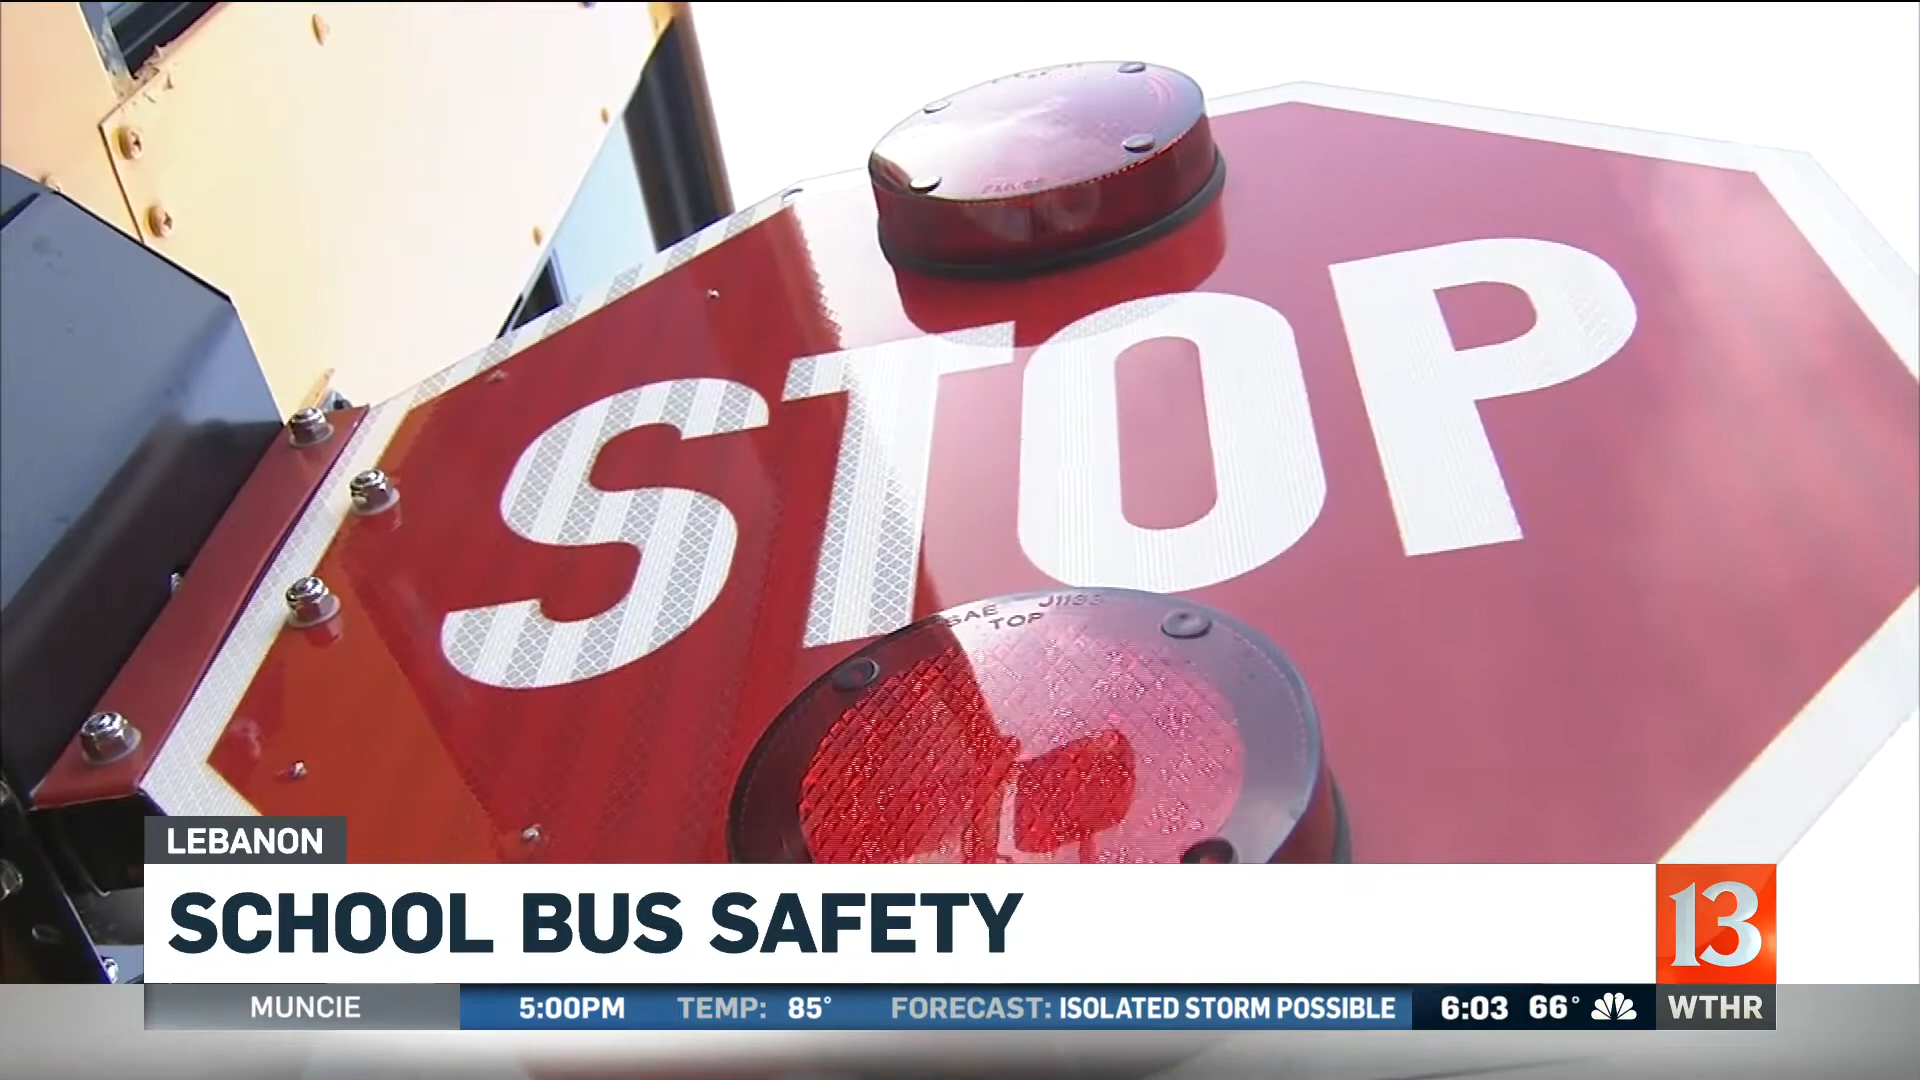 STOP
SAE J1133
TOP
LEBANON
SCHOOL BUS SAFETY
13
MUNCIE 5:00PM TEMP: 85° FORECAST: ISOLATED STORM POSSIBLE 6:03 66° WTHR